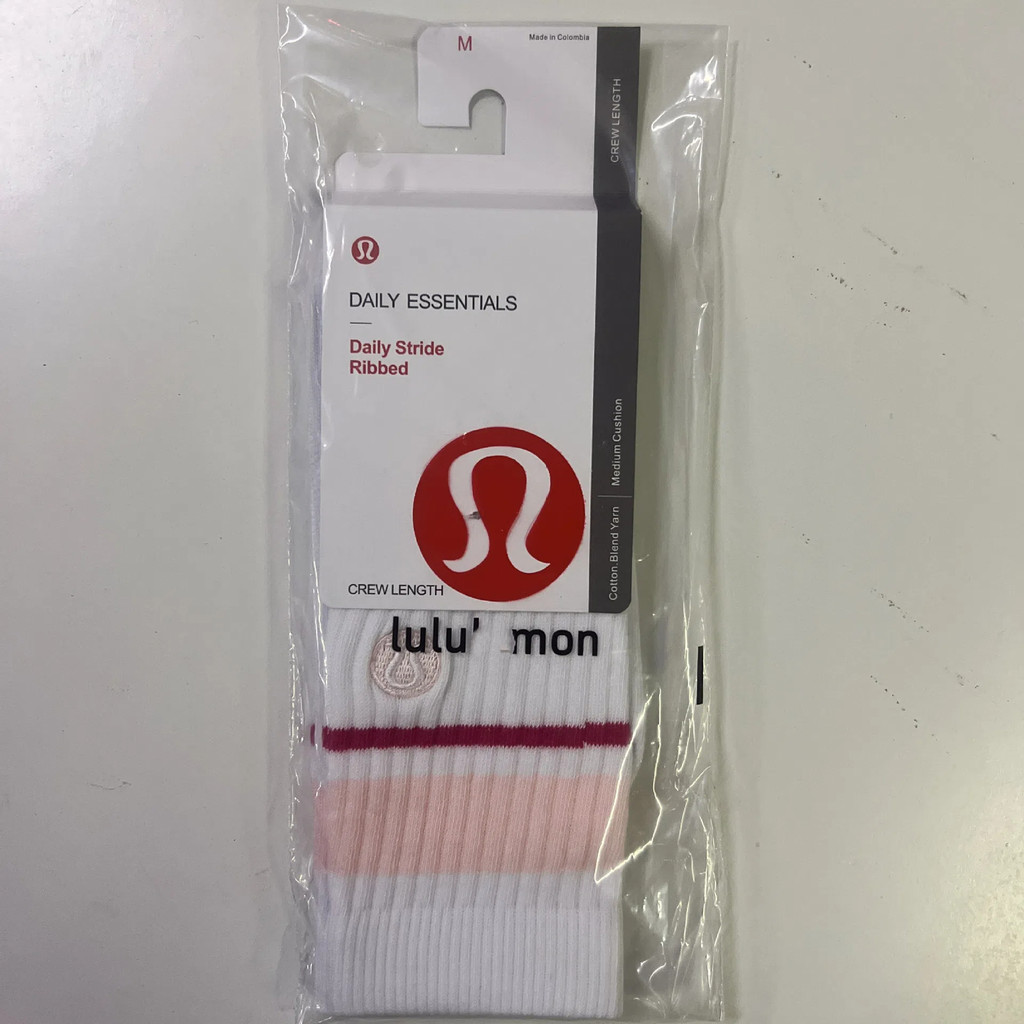 M
Made in Colombia
CREW LENGTH
DAILY ESSENTIALS
Daily Stride
Ribbed
Cotton.Blend Yarn | Medium Cushion
CREW LENGTH
lulu' mon